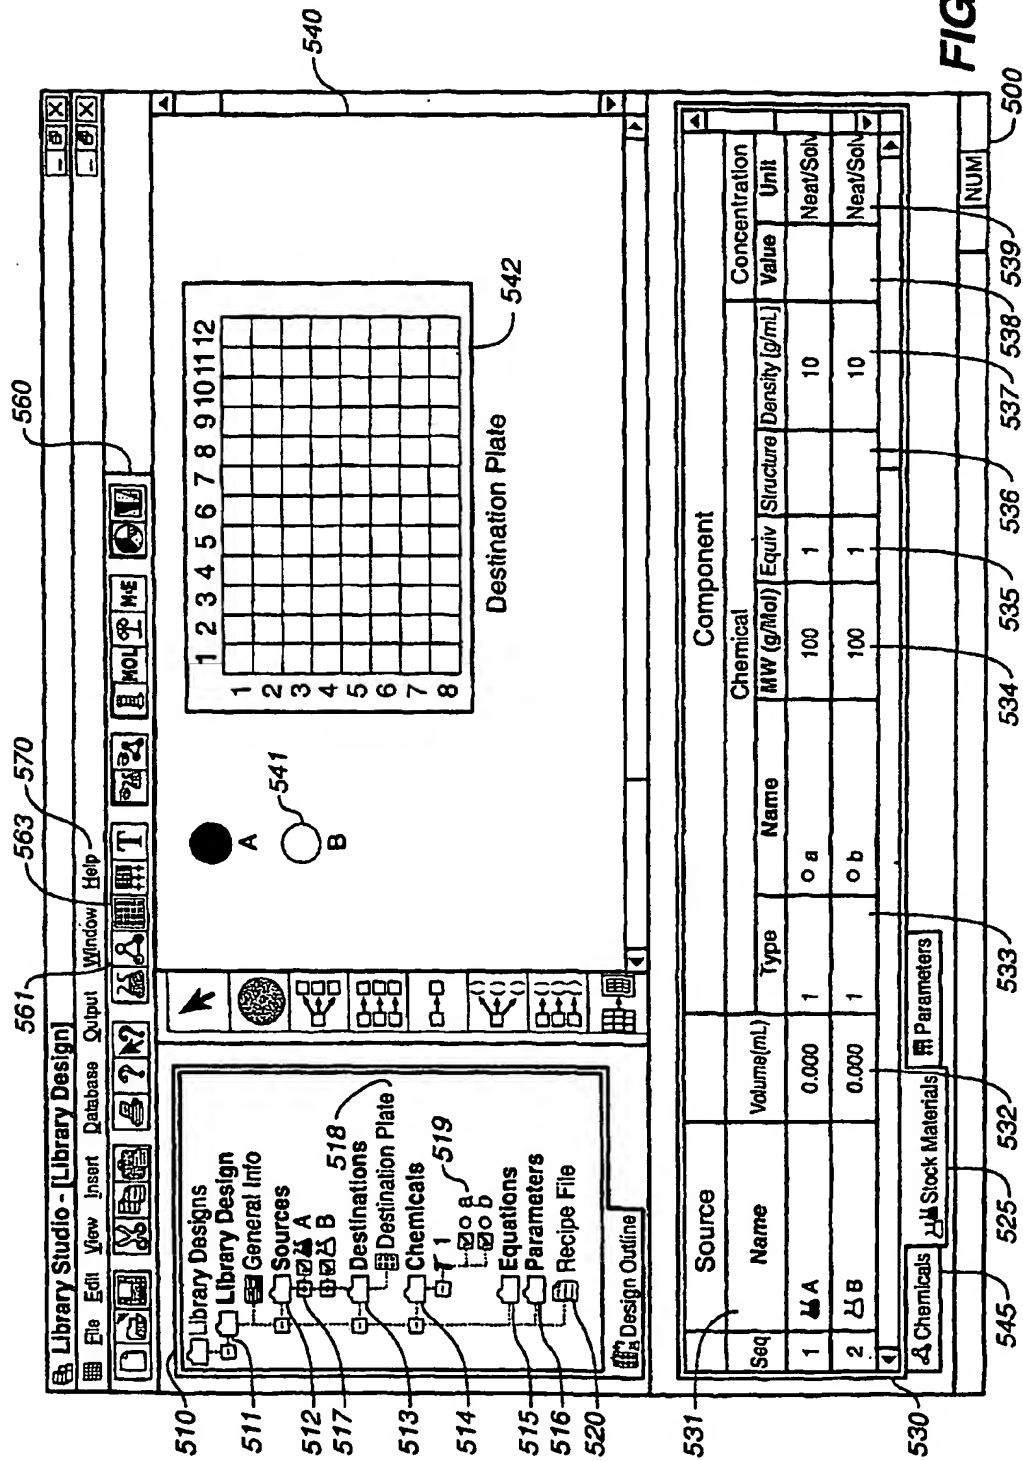 Library Studio - [Library Design]
File Edit View Insert Database Output Window Help
561
563
570
560
T
MOL
510
511
512
517
513
514
515
516
520
Library Designs
Library Design
General Info
Sources
A
B
Destinations
518
Destination Plate
Chemicals
T 1
519
a
b
Equations
Parameters
Recipe File
Design Outline
A
B
541
1 2 3 4 5 6 7 8 9 10 11 12
1
2
3
4
5
6
7
8
542
540
Destination Plate
531
Source Component
Chemical Concentration
Seq Name Volume(mL) Type Name MW (g/Mol) Equiv Structure Density [g/mL] Value Unit
1 A 0.000 1 a 100 1 10 Neat/Solv
2 B 0.000 1 b 100 1 10 Neat/Solv
Chemicals Stock Materials Parameters
NUM
530
545
525
532
533
534
535
536
537
538
539
500
FIG